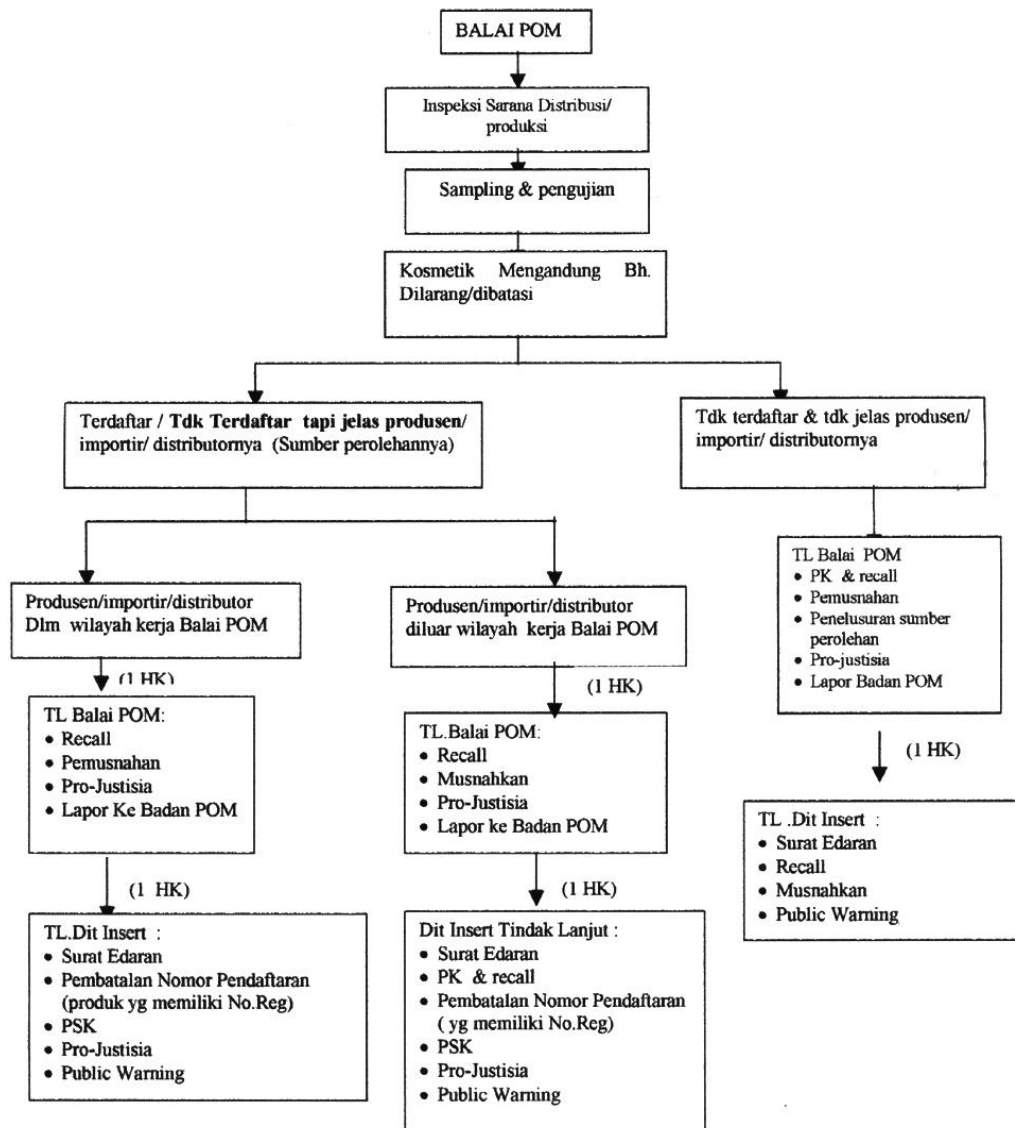 BALAI POM
Inspeksi Sarana Distribusi/
produksi
Sampling & pengujian
Kosmetik Mengandung Bh.
Dilarang/dibatasi
Terdaftar / Tdk Terdaftar tapi jelas produsen/
importir/ distributornya (Sumber perolehannya)
Tdk terdaftar & tdk jelas produsen/
importir/ distributornya
Produsen/importir/distributor
Dlm wilayah kerja Balai POM
Produsen/importir/distributor
diluar wilayah kerja Balai POM
TL Balai POM
• PK & recall
• Pemusnahan
• Penelusuran sumber
perolehan
• Pro-justisia
• Lapor Badan POM
(1 HK)
(1 HK)
(1 HK)
TL Balai POM:
• Recall
• Pemusnahan
• Pro-Justisia
• Lapor Ke Badan POM
TL.Balai POM:
• Recall
• Musnahkan
• Pro-Justisia
• Lapor ke Badan POM
TL .Dit Insert :
• Surat Edaran
• Recall
• Musnahkan
• Public Warning
(1 HK)
(1 HK)
TL.Dit Insert :
• Surat Edaran
• Pembatalan Nomor Pendaftaran
(produk yg memiliki No.Reg)
• PSK
• Pro-Justisia
• Public Warning
Dit Insert Tindak Lanjut :
• Surat Edaran
• PK & recall
• Pembatalan Nomor Pendaftaran
( yg memiliki No.Reg)
• PSK
• Pro-Justisia
• Public Warning